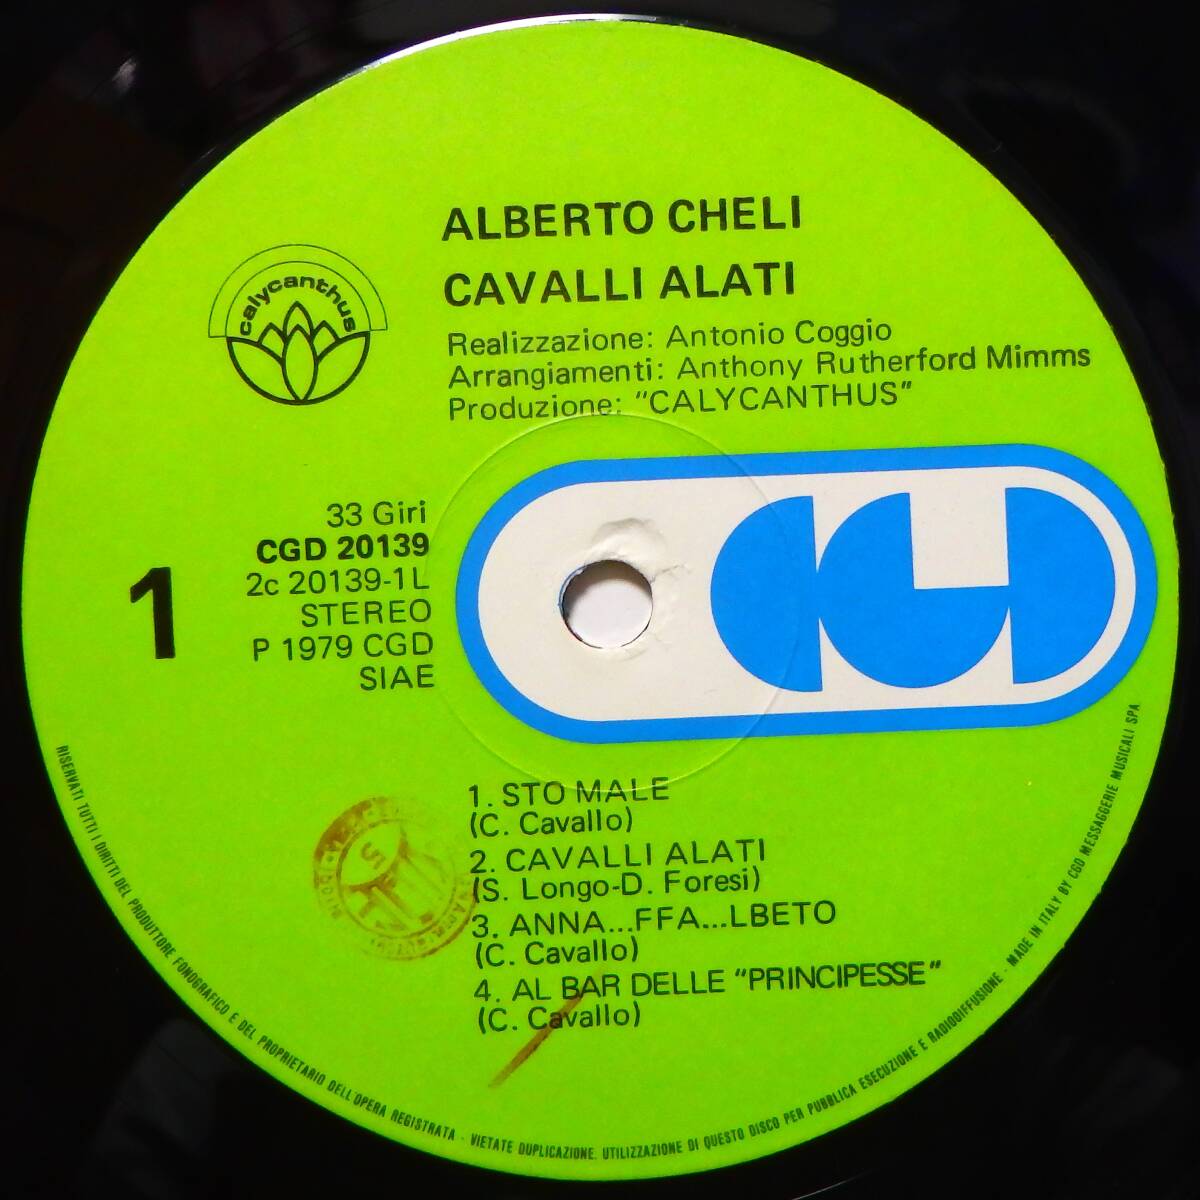 ALBERTO CHELI
CAVALLI ALATI
Realizzazione: Antonio Coggio
Arrangiamenti: Anthony Rutherford Mimms
Produzione: "CALYCANTHUS"
calycanthus
33 Giri
CGD 20139
2c 20139-1L
STEREO
P 1979 CGD
SIAE
1
1. STO MALE
(C. Cavallo)
2. CAVALLI ALATI
(S. Longo-D. Foresi)
3. ANNA...FFA...LBETO
(C. Cavallo)
4. AL BAR DELLE "PRINCIPESSE"
(C. Cavallo)
RISERVATI TUTTI I DIRITTI DEL PRODUTTORE FONOGRAFICO E DEL PROPRIETARIO DELL'OPERA REGISTRATA - VIETATE DUPLICAZIONE. UTILIZZAZIONE DI QUESTO DISCO PER PUBBLICA ESECUZIONE E RADIODIFFUSIONE - MADE IN ITALY BY CGD MESSAGGERIE MUSICALI SPA